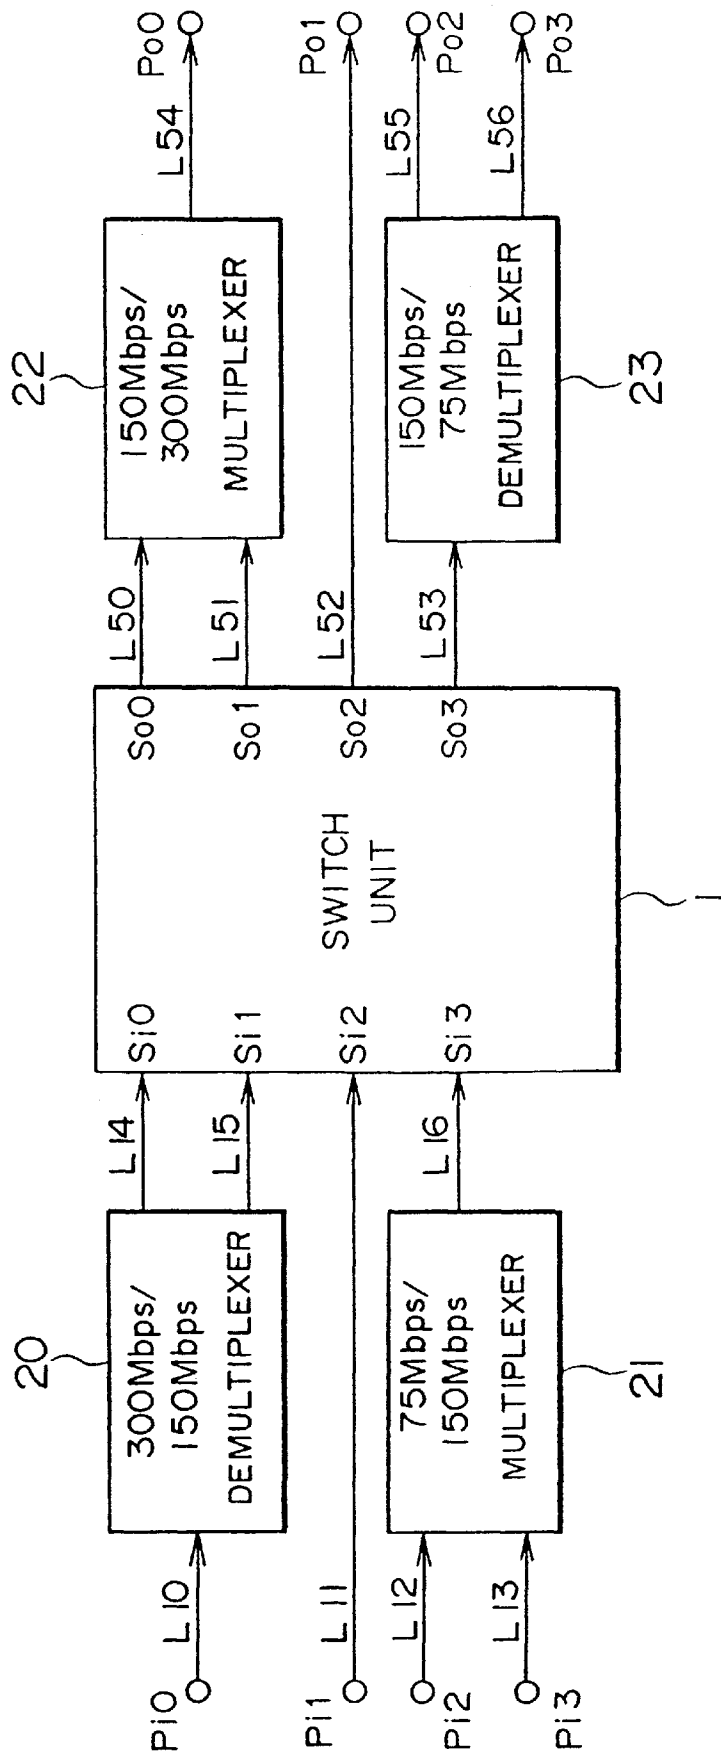 Pi0
L10
20
300Mbps/
150Mbps
DEMULTIPLEXER
L14
L15
Pi1
L11
Pi2
L12
Pi3
L13
75Mbps/
150Mbps
MULTIPLEXER
21
L16
Si0
Si1
Si2
Si3
SWITCH
UNIT
1
So0
So1
So2
So3
L50
L51
L52
L53
22
150Mbps/
300Mbps
MULTIPLEXER
150Mbps/
75Mbps
DEMULTIPLEXER
23
L54
Po0
Po1
L55
Po2
L56
Po3